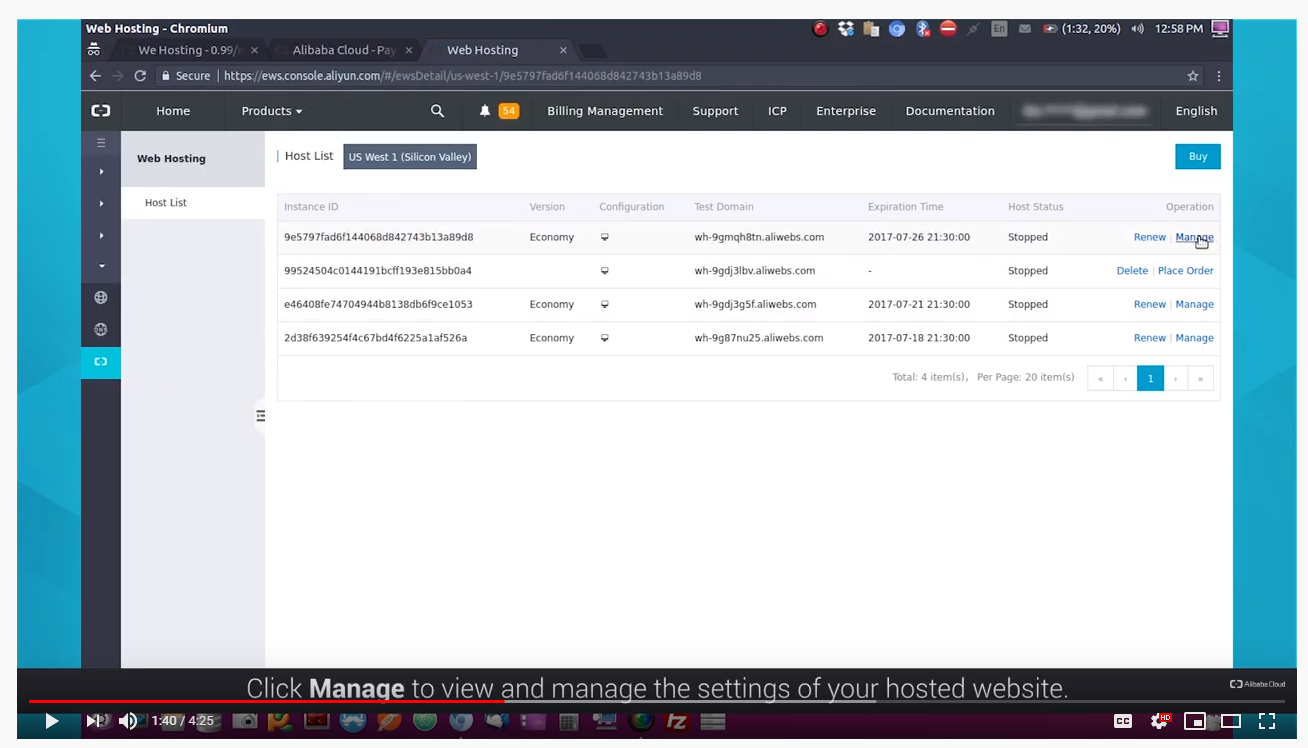 Web Hosting - Chromium
En (1:32, 20%) 12:58 PM
We Hosting - 0.99/ × Alibaba Cloud - Pay × Web Hosting ×
Secure | https://ews.console.aliyun.com/#/ewsDetail/us-west-1/9e5797fad6f144068d842743b13a89d8
Home Products 54 Billing Management Support ICP Enterprise Documentation English
Web Hosting
Host List
Host List US West 1 (Silicon Valley) Buy
Instance ID Version Configuration Test Domain Expiration Time Host Status Operation
9e5797fad6f144068d842743b13a89d8 Economy wh-9gmqh8tn.aliwebs.com 2017-07-26 21:30:00 Stopped Renew | Manage
99524504c0144191bcff193e815bb0a4 wh-9gdj3lbv.aliwebs.com - Stopped Delete | Place Order
e46408fe74704944b8138db6f9ce1053 Economy wh-9gdj3g5f.aliwebs.com 2017-07-21 21:30:00 Stopped Renew | Manage
2d38f639254f4c67bd4f6225a1af526a Economy wh-9g87nu25.aliwebs.com 2017-07-18 21:30:00 Stopped Renew | Manage
Total: 4 item(s), Per Page: 20 item(s) « ‹ 1 › »
Click Manage to view and manage the settings of your hosted website.
Alibaba Cloud
1:40 / 4:25 CC HD